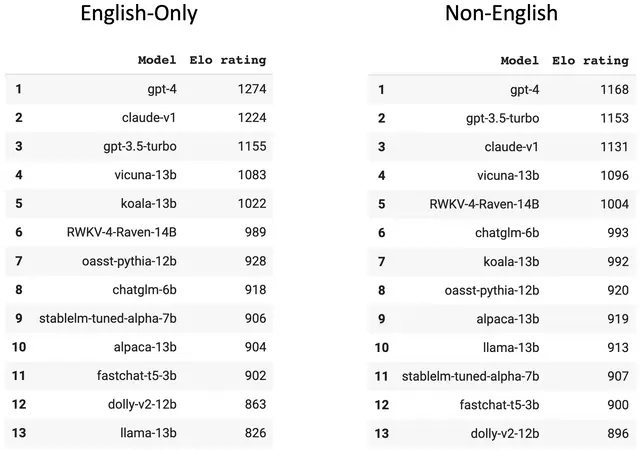 English-Only
Model Elo rating
1 gpt-4 1274
2 claude-v1 1224
3 gpt-3.5-turbo 1155
4 vicuna-13b 1083
5 koala-13b 1022
6 RWKV-4-Raven-14B 989
7 oasst-pythia-12b 928
8 chatglm-6b 918
9 stablelm-tuned-alpha-7b 906
10 alpaca-13b 904
11 fastchat-t5-3b 902
12 dolly-v2-12b 863
13 llama-13b 826
Non-English
Model Elo rating
1 gpt-4 1168
2 gpt-3.5-turbo 1153
3 claude-v1 1131
4 vicuna-13b 1096
5 RWKV-4-Raven-14B 1004
6 chatglm-6b 993
7 koala-13b 992
8 oasst-pythia-12b 920
9 alpaca-13b 919
10 llama-13b 913
11 stablelm-tuned-alpha-7b 907
12 fastchat-t5-3b 900
13 dolly-v2-12b 896